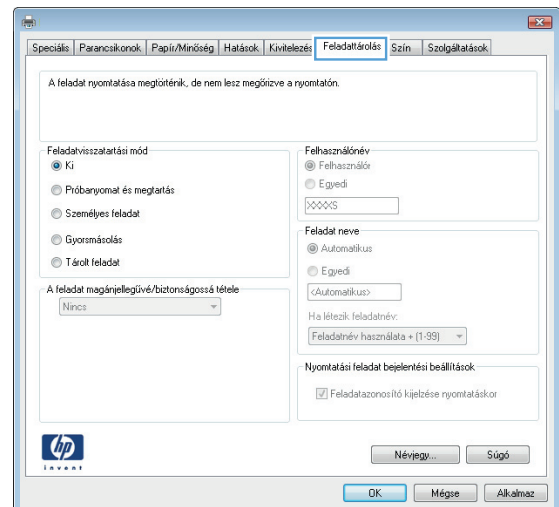 Speciális Parancsikonok Papír/Minőség Hatások Kivitelezés Feladattárolás Szín Szolgáltatások
A feladat nyomtatása megtörténik, de nem lesz megőrizve a nyomtatón.
Feladatvisszatartási mód
Ki
Próbanyomat és megtartás
Személyes feladat
Gyorsmásolás
Tárolt feladat
A feladat magánjellegűvé/biztonságossá tétele
Nincs
Felhasználónév
Felhasználór
Egyedi
XXXXS
Feladat neve
Automatikus
Egyedi
<Automatikus>
Ha létezik feladatnév:
Feladatnév használata + (1-99)
Nyomtatási feladat bejelentési beállítások
Feladatazonosító kijelzése nyomtatáskor
hp
invent
Névjegy... Súgó
OK Mégse Alkalmaz